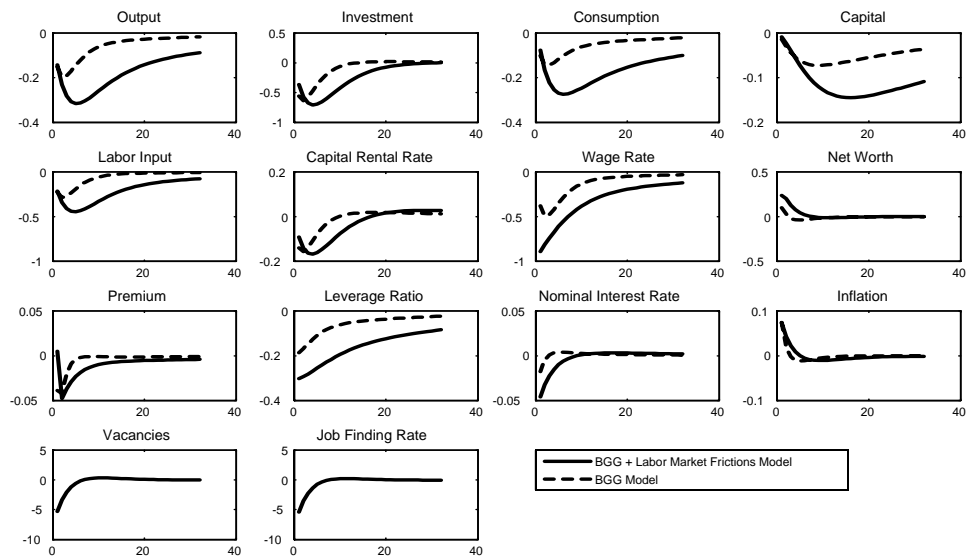 Output
Investment
Consumption
Capital
0
-0.2
-0.4
0 20 40
0.5
0
-0.5
-1
0 20 40
0
-0.2
-0.4
0 20 40
0
-0.1
-0.2
0 20 40
Labor Input
Capital Rental Rate
Wage Rate
Net Worth
0
-0.5
-1
0 20 40
0.2
0
-0.2
0 20 40
0
-0.5
-1
0 20 40
0.5
0
-0.5
0 20 40
Premium
Leverage Ratio
Nominal Interest Rate
Inflation
0.05
0
-0.05
0 20 40
0
-0.2
-0.4
0 20 40
0.05
0
-0.05
0 20 40
0.1
0
-0.1
0 20 40
Vacancies
Job Finding Rate
5
0
-5
-10
0 20 40
5
0
-5
-10
0 20 40
BGG + Labor Market Frictions Model
BGG Model